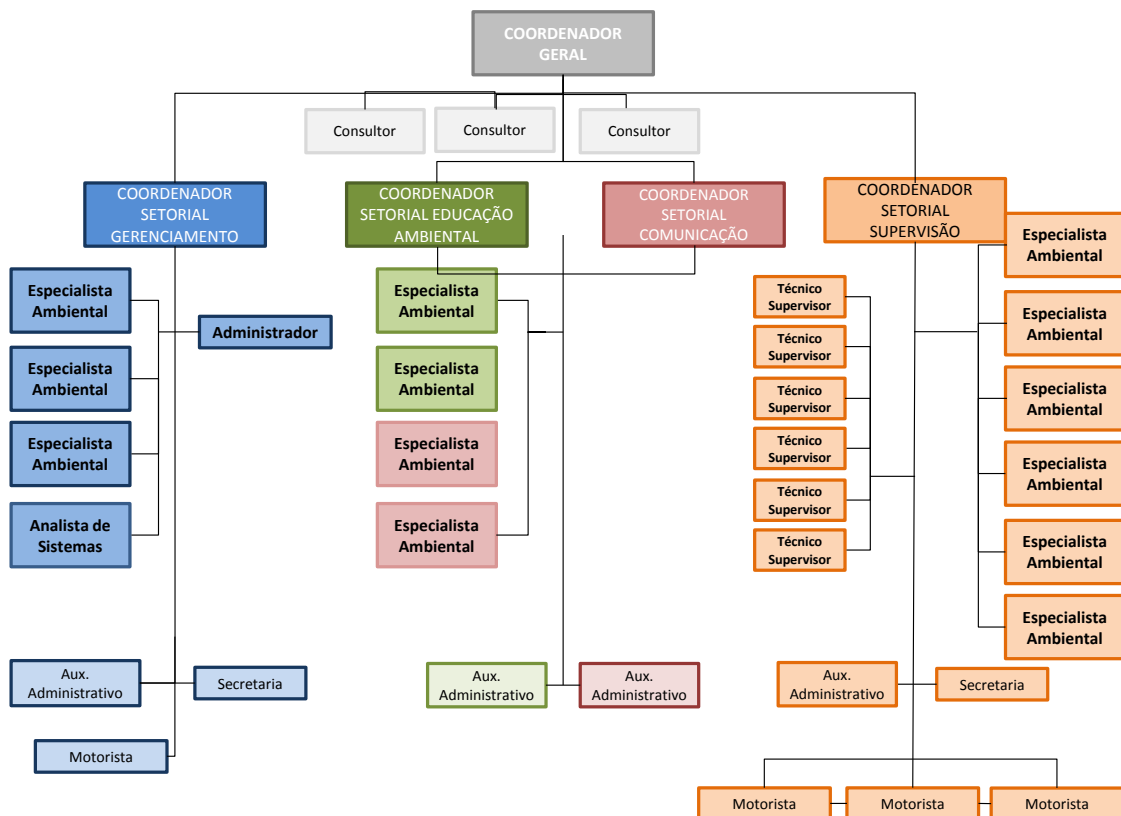 COORDENADOR
GERAL
Consultor
Consultor
Consultor
COORDENADOR
SETORIAL
GERENCIAMENTO
COORDENADOR
SETORIAL EDUCAÇÃO
AMBIENTAL
COORDENADOR
SETORIAL
COMUNICAÇÃO
COORDENADOR
SETORIAL
SUPERVISÃO
Especialista
Ambiental
Especialista
Ambiental
Especialista
Ambiental
Analista de
Sistemas
Administrador
Aux.
Administrativo
Secretaria
Motorista
Especialista
Ambiental
Especialista
Ambiental
Especialista
Ambiental
Especialista
Ambiental
Aux.
Administrativo
Aux.
Administrativo
Técnico
Supervisor
Técnico
Supervisor
Técnico
Supervisor
Técnico
Supervisor
Técnico
Supervisor
Técnico
Supervisor
Especialista
Ambiental
Especialista
Ambiental
Especialista
Ambiental
Especialista
Ambiental
Especialista
Ambiental
Especialista
Ambiental
Aux.
Administrativo
Secretaria
Motorista
Motorista
Motorista